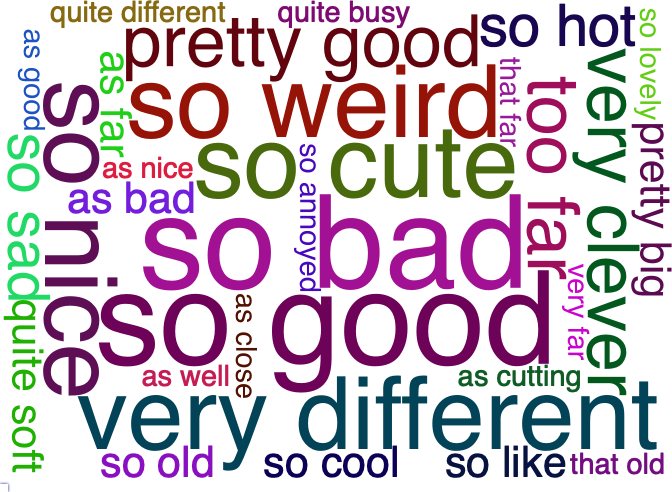 quite different
quite busy
so hot
so lovely
as good
pretty good
as far
so weird
that far
too far
very clever
so nice
so sad
as nice
so cute
pretty big
as bad
so annoyed
so bad
very far
so good
as close
quite soft
as well
as cutting
very different
so old
so cool
so like
that old